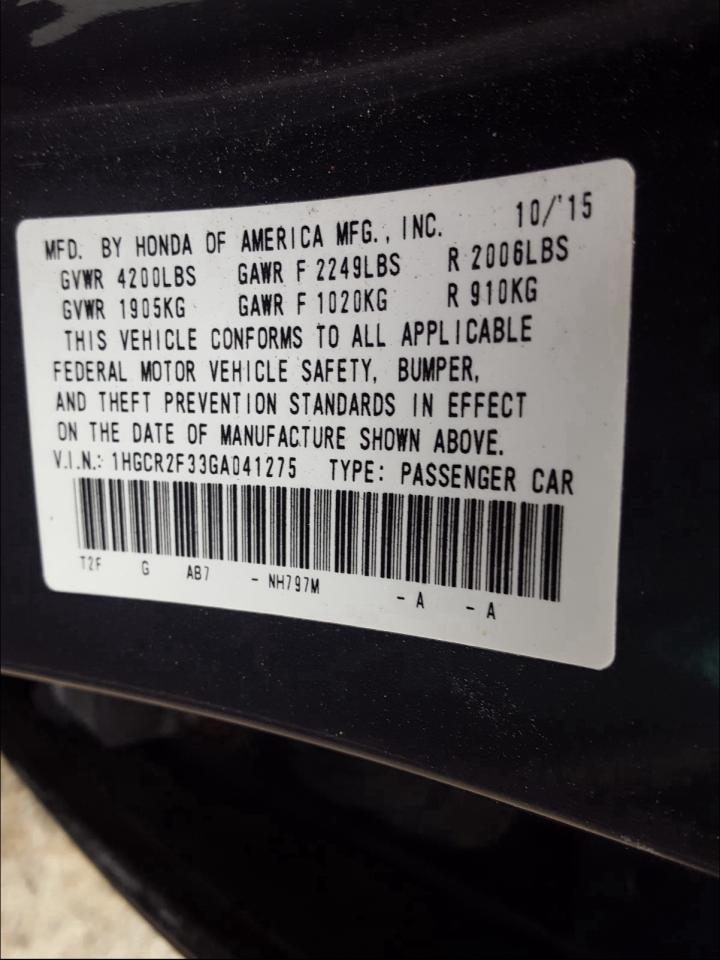 MFD. BY HONDA OF AMERICA MFG., INC. 10/'15
GVWR 4200LBS GAWR F 2249LBS R 2006LBS
GVWR 1905KG GAWR F 1020KG R 910KG
THIS VEHICLE CONFORMS TO ALL APPLICABLE
FEDERAL MOTOR VEHICLE SAFETY, BUMPER,
AND THEFT PREVENTION STANDARDS IN EFFECT
ON THE DATE OF MANUFACTURE SHOWN ABOVE.
V.I.N.: 1HGCR2F33GA041275 TYPE: PASSENGER CAR
T2F G AB7 - NH797M - A - A